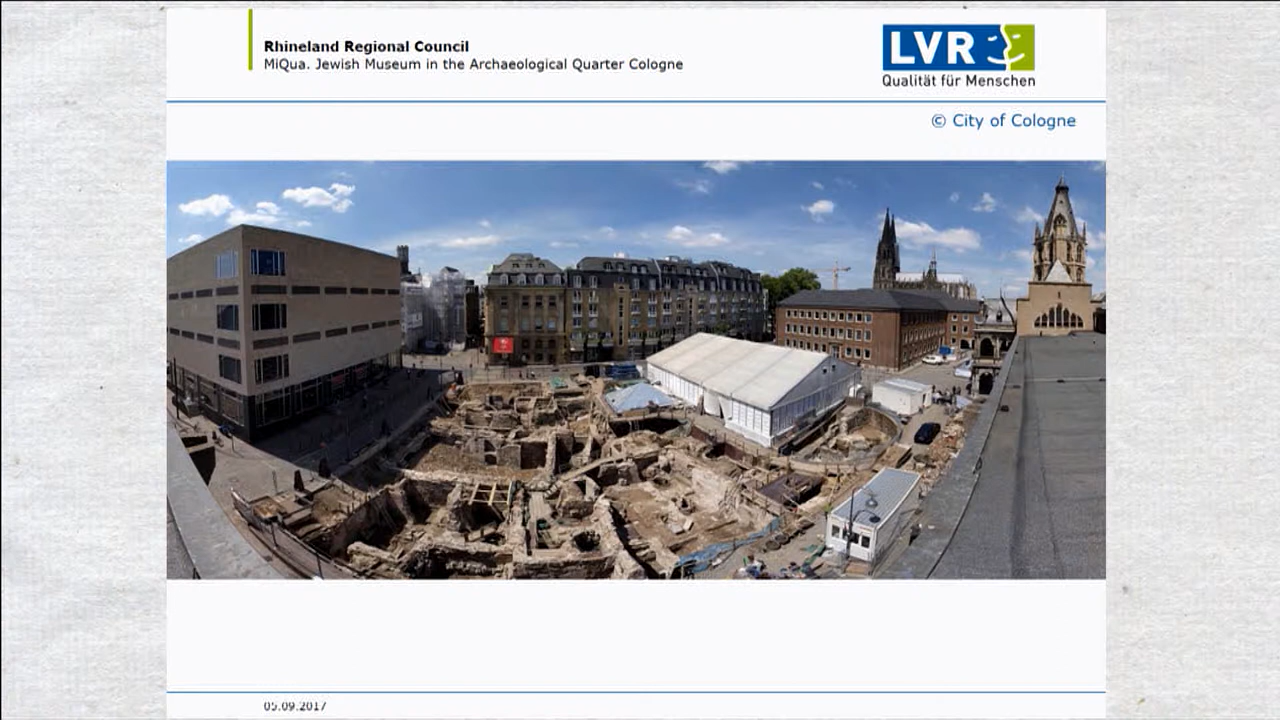 Rhineland Regional Council
MiQua. Jewish Museum in the Archaeological Quarter Cologne
LVR
Qualität für Menschen
© City of Cologne
05.09.2017